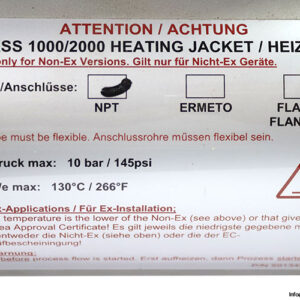 ATTENTION / ACHTUNG
SS 1000/2000 HEATING JACKET / HEIZ
only for Non-Ex Versions. Gilt nur für Nicht-Ex Geräte.
/Anschlüsse:
NPT ERMETO FLA
FLAN
be must be flexible. Anschlussrohre müssen flexibel sein.
ruck max: 10 bar / 145psi
/e max: 130°C / 266°F
x-Applications / Für Ex-Installation:
temperature is the lower of the Non-Ex (see above) or that give
ea Approval Certificate! Es gilt jeweils die niedrigste gegebene
entweder die Nicht-Ex (siehe oben) oder die der EC-
ufbescheinigung!
before process flow is started. Erst aufheizen, dann Prozess